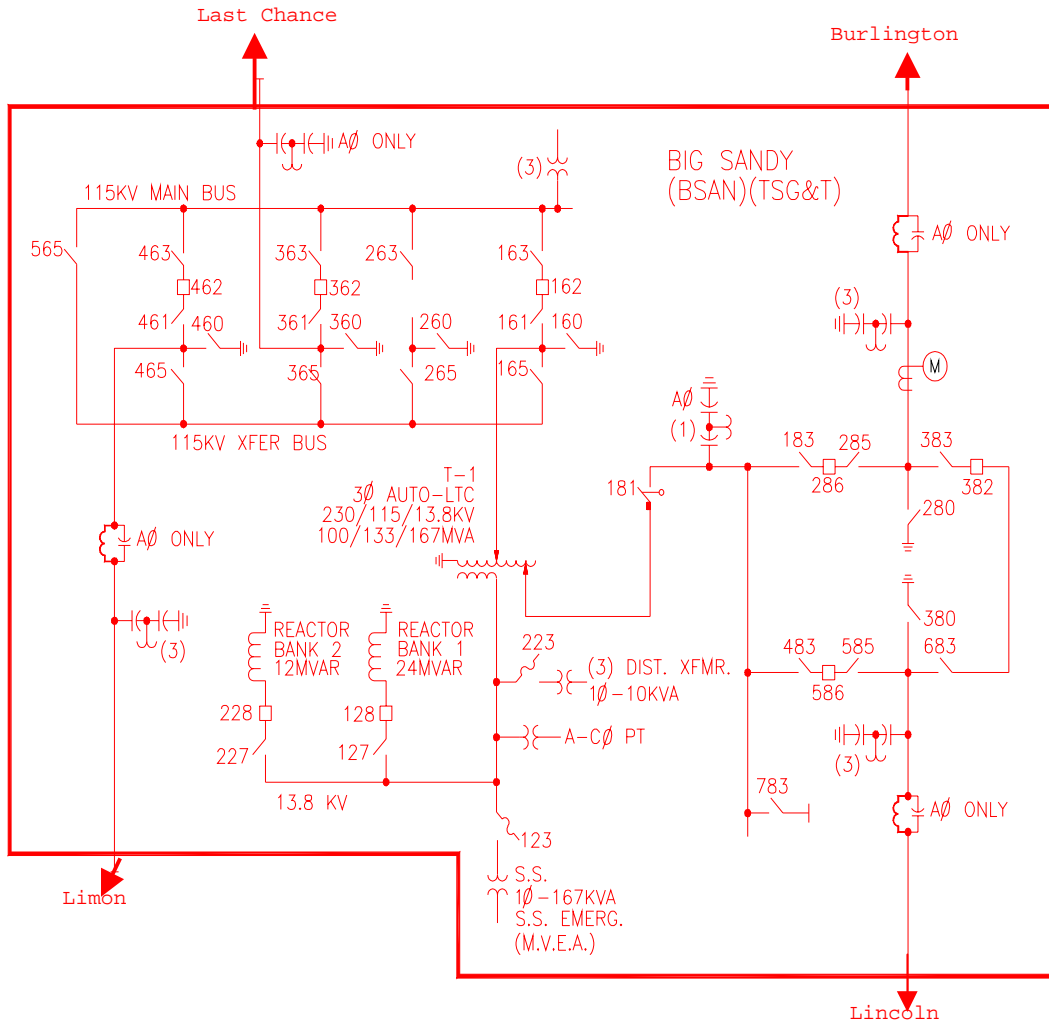 Last Chance
Burlington
AØ ONLY
(3)
BIG SANDY
(BSAN)(TSG&T)
115KV MAIN BUS
565
463
363
263
163
AØ ONLY
462
362
162
(3)
461
460
361
360
260
161
160
M
465
365
265
165
AØ
(1)
115KV XFER BUS
183
285
383
T-1
3Ø AUTO-LTC
230/115/13.8KV
100/133/167MVA
181
286
382
280
AØ ONLY
REACTOR
BANK 2
12MVAR
REACTOR
BANK 1
24MVAR
380
223
483
585
683
(3)
(3) DIST. XFMR.
1Ø-10KVA
586
228
128
A-CØ PT
227
127
(3)
783
13.8 KV
AØ ONLY
123
S.S.
1Ø-167KVA
S.S. EMERG.
(M.V.E.A.)
Limon
Lincoln